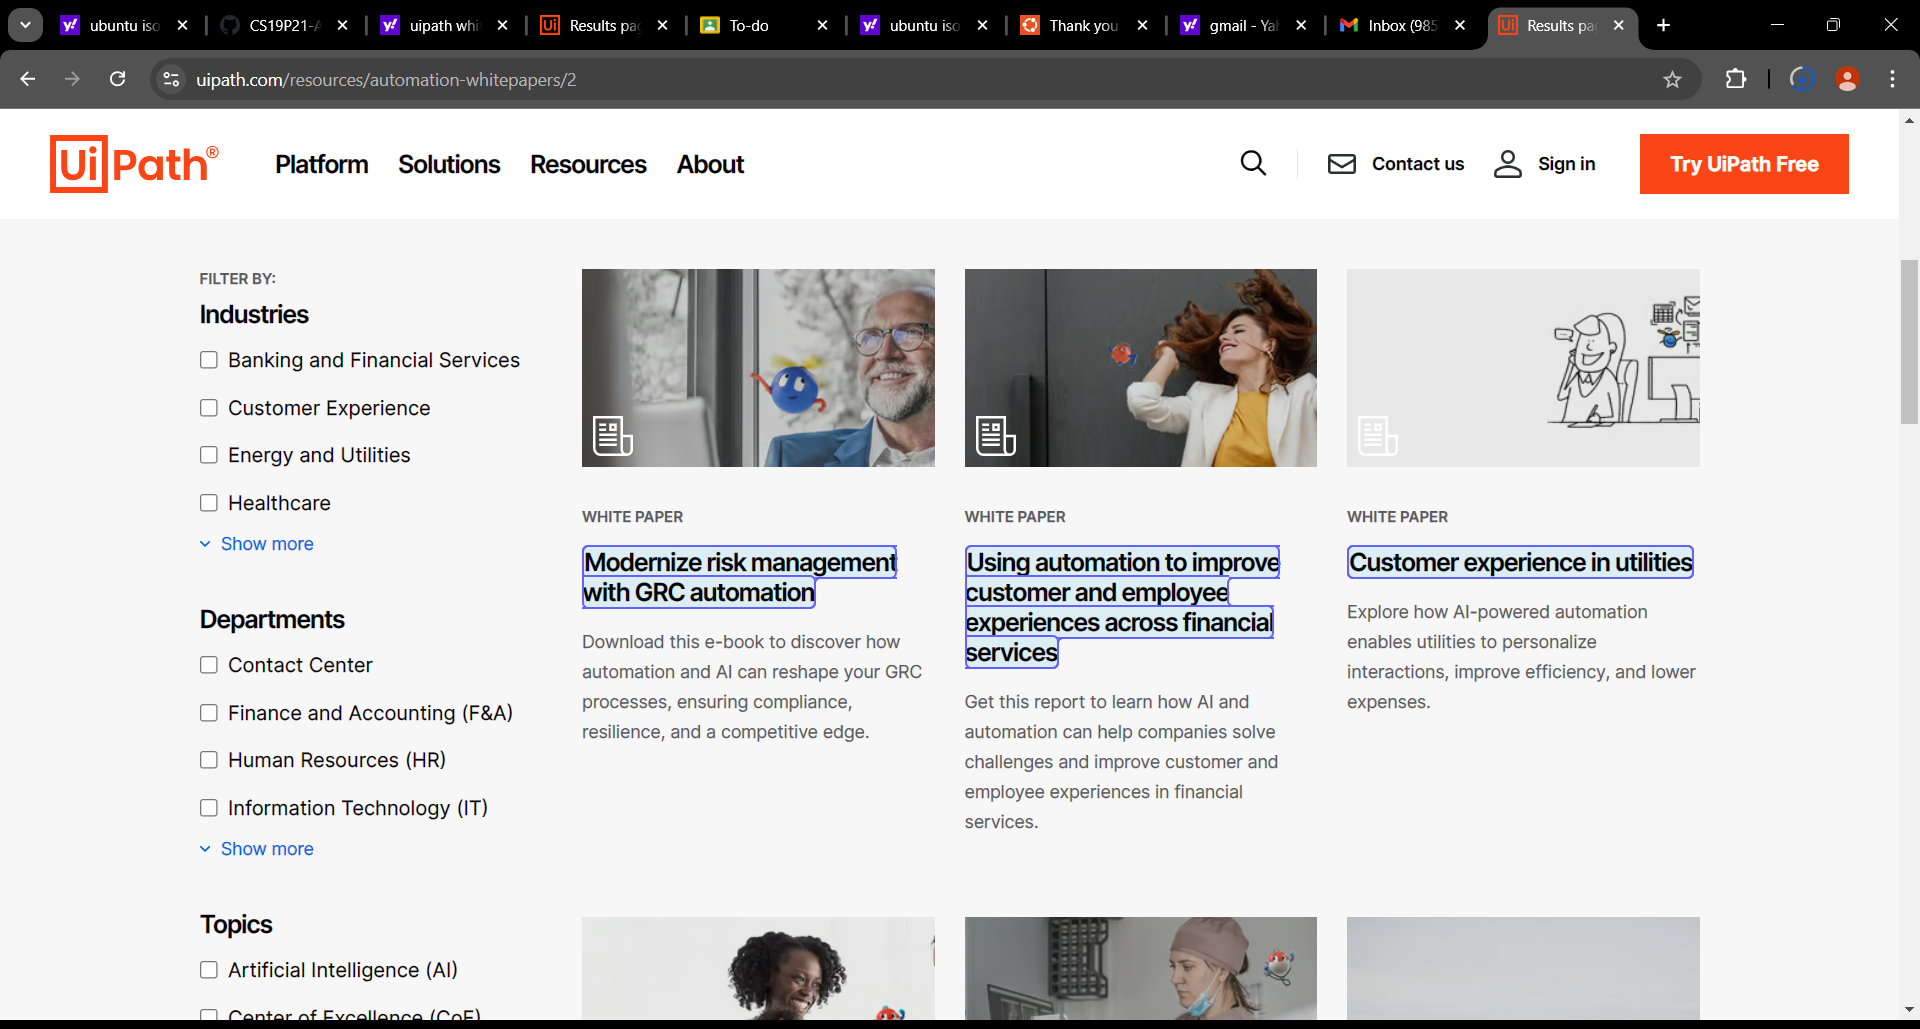 ubuntu iso
CS19P21-A
uipath whi
Results pag
To-do
ubuntu iso
Thank you
gmail - Yah
Inbox (985
Results pag
uipath.com/resources/automation-whitepapers/2
UiPath®
Platform
Solutions
Resources
About
Contact us
Sign in
Try UiPath Free
FILTER BY:
Industries
Banking and Financial Services
Customer Experience
Energy and Utilities
Healthcare
Show more
Departments
Contact Center
Finance and Accounting (F&A)
Human Resources (HR)
Information Technology (IT)
Show more
Topics
Artificial Intelligence (AI)
Center of Excellence (CoE)
WHITE PAPER
Modernize risk management
with GRC automation
Download this e-book to discover how
automation and AI can reshape your GRC
processes, ensuring compliance,
resilience, and a competitive edge.
WHITE PAPER
Using automation to improve
customer and employee
experiences across financial
services
Get this report to learn how AI and
automation can help companies solve
challenges and improve customer and
employee experiences in financial
services.
WHITE PAPER
Customer experience in utilities
Explore how AI-powered automation
enables utilities to personalize
interactions, improve efficiency, and lower
expenses.